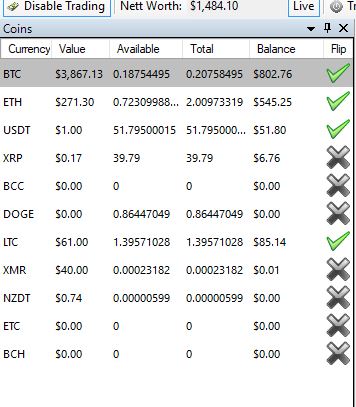 Disable Trading Nett Worth: $1,484.10 Live
Coins
Currency Value Available Total Balance Flip
BTC $3,867.13 0.18754495 0.20758495 $802.76
ETH $271.30 0.72309988... 2.00973319 $545.25
USDT $1.00 51.79500015 51.795000... $51.80
XRP $0.17 39.79 39.79 $6.76
BCC $0.00 0 0 $0.00
DOGE $0.00 0.86447049 0.86447049 $0.00
LTC $61.00 1.39571028 1.39571028 $85.14
XMR $40.00 0.00023182 0.00023182 $0.01
NZDT $0.74 0.00000599 0.00000599 $0.00
ETC $0.00 0 0 $0.00
BCH $0.00 0 0 $0.00